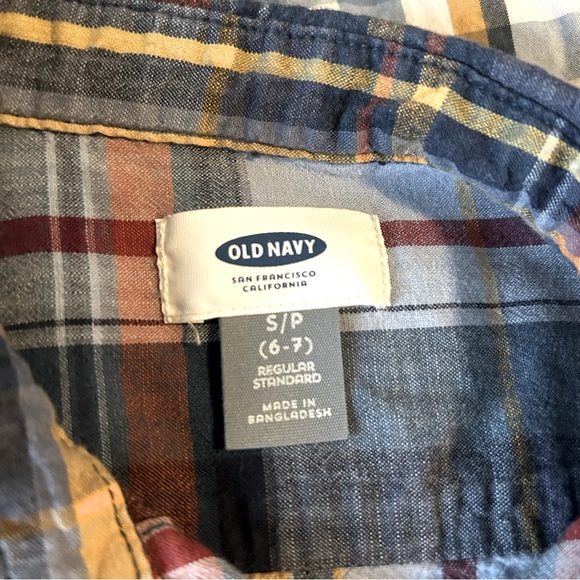 OLD NAVY
SAN FRANCISCO
CALIFORNIA
S/P
(6-7)
REGULAR
STANDARD
MADE IN
BANGLADESH